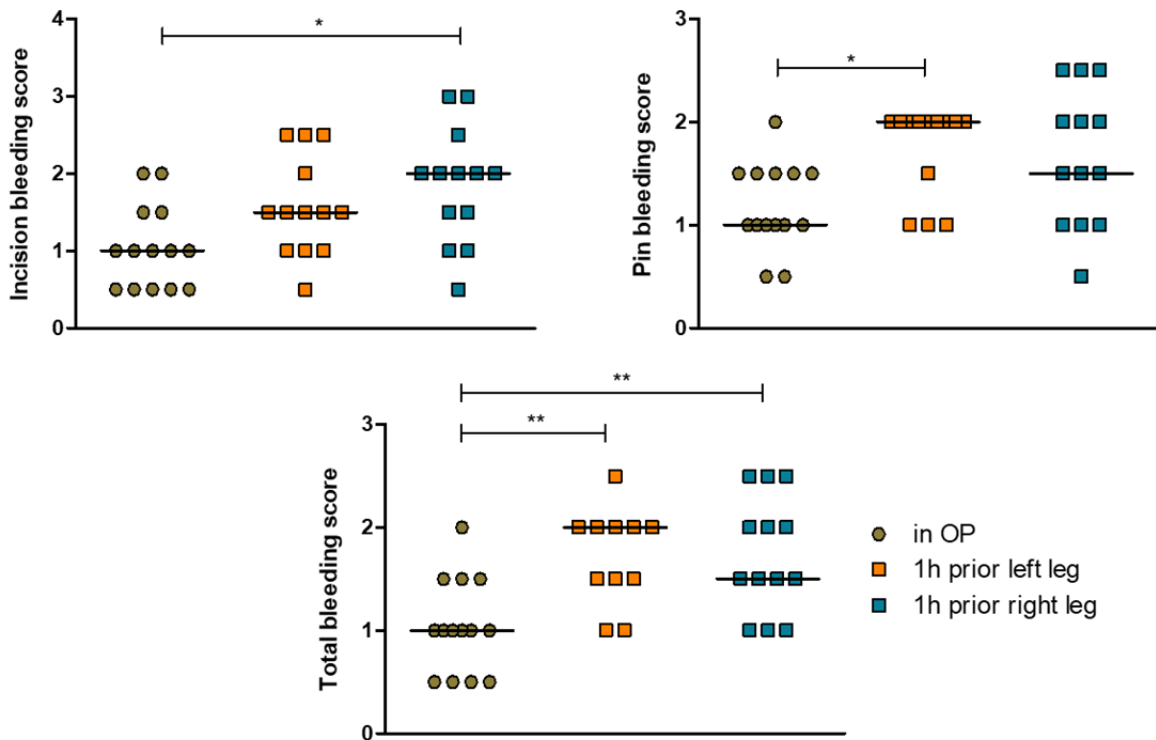 Incision bleeding score
4
3
2
1
0
*
Pin bleeding score
3
2
1
0
*
Total bleeding score
3
2
1
0
**
**
in OP
1h prior left leg
1h prior right leg